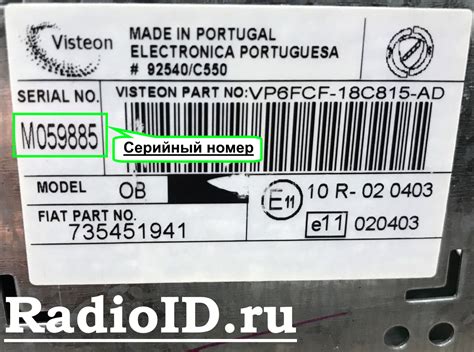 Visteon
MADE IN PORTUGAL
ELECTRONICA PORTUGUESA
# 92540/C550
SERIAL NO.
VISTEON PART NO:VP6FCF-18C815-AD
M059885
Серийный номер
MODEL OB
E11
10 R- 02 0403
FIAT PART NO.
735451941
e11 020403
RadioID.ru